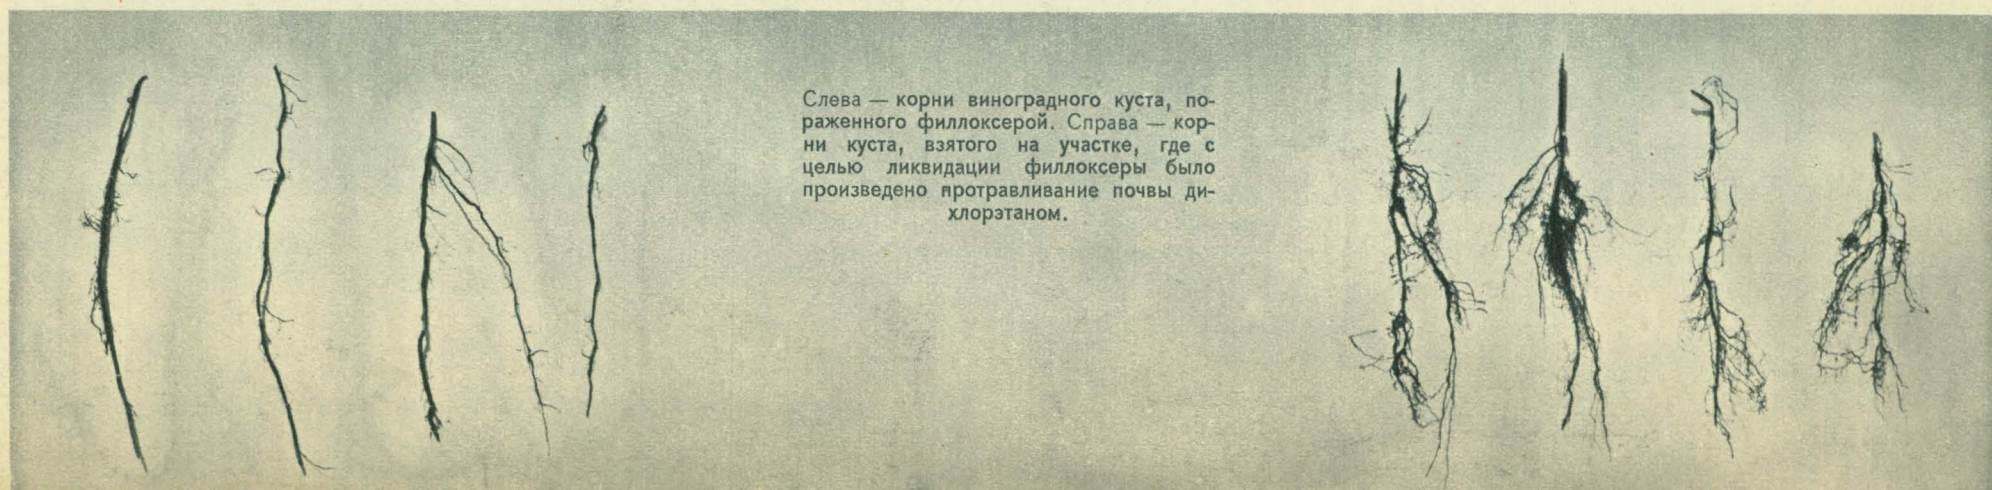 Слева — корни виноградного куста, по-
раженного филлоксерой. Справа — кор-
ни куста, взятого на участке, где с
целью ликвидации филлоксеры было
произведено протравливание почвы ди-
хлорэтаном.